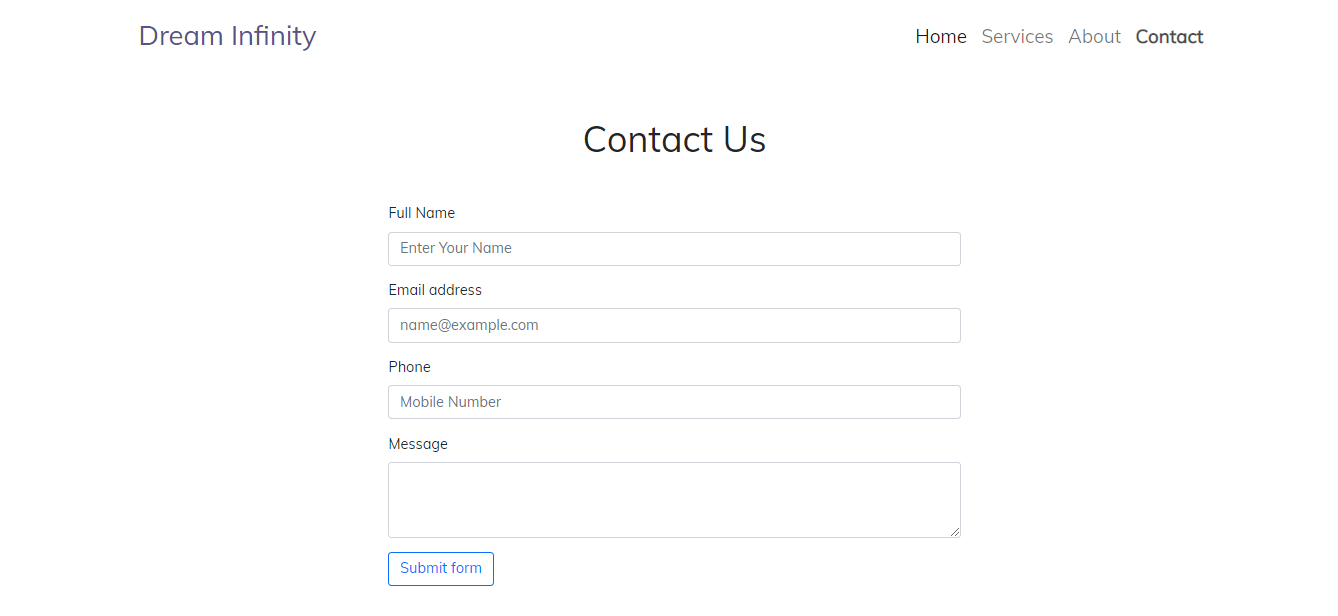 Dream Infinity Home Services About Contact
Contact Us
Full Name
Enter Your Name
Email address
name@example.com
Phone
Mobile Number
Message
Submit form